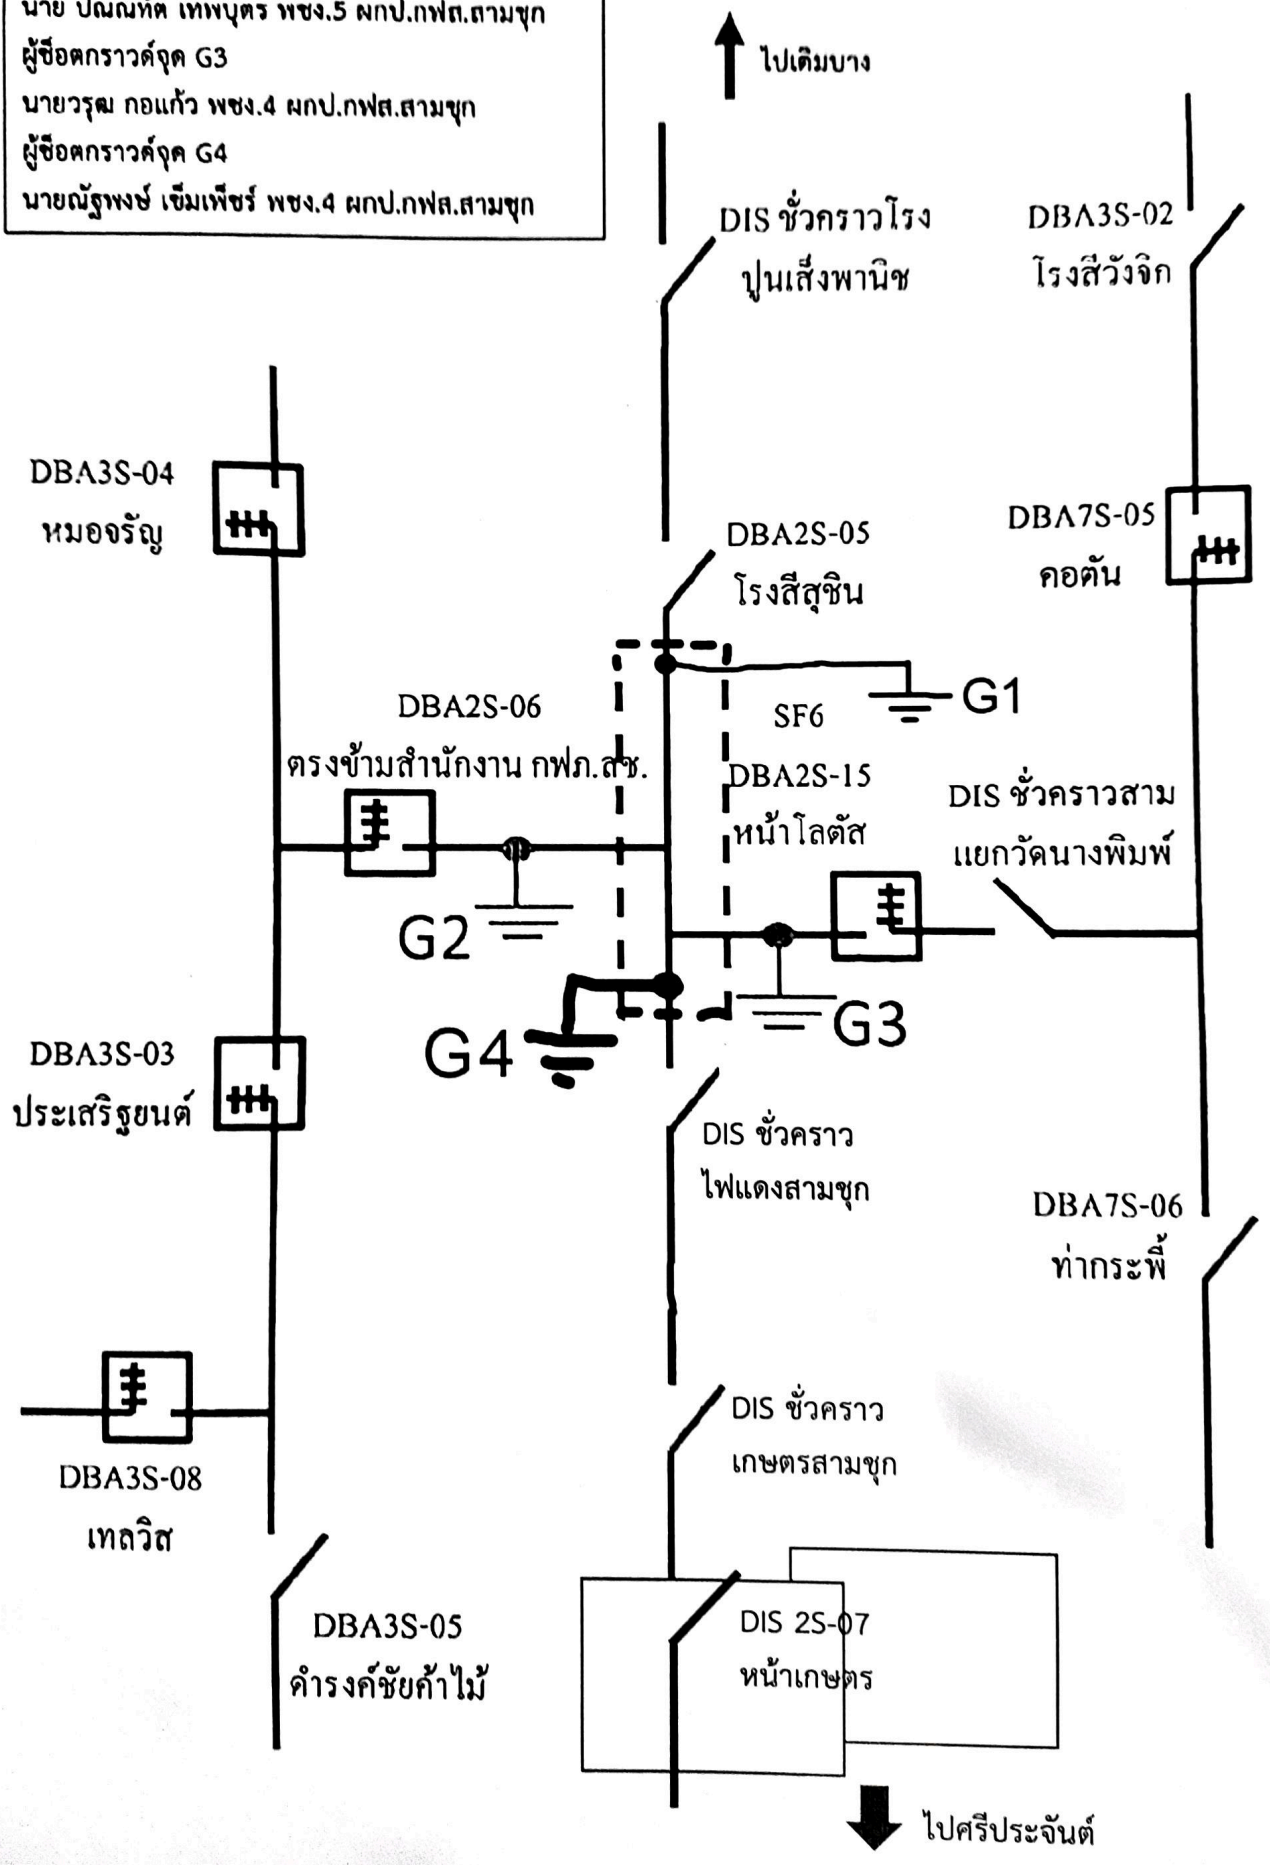 นาย ปัณณทัต เทพบุตร พชง.5 ผกป.กฟส.สามชุก
ผู้ช็อตกราวด์จุด G3
นายวรุฒ กอแก้ว พชง.4 ผกป.กฟส.สามชุก
ผู้ช็อตกราวด์จุด G4
นายณัฐพงษ์ เข็มเพ็ชร์ พชง.4 ผกป.กฟส.สามชุก
ไปเดิมบาง
DIS ชั่วคราวโรง
ปูนเส็งพานิช
DBA3S-02
โรงสีวังจิก
DBA3S-04
หมอจรัญ
DBA2S-05
โรงสีสุชิน
DBA7S-05
คอตัน
G1
DBA2S-06
ตรงข้ามสำนักงาน กฟภ.สช.
SF6
DBA2S-15
หน้าโลตัส
DIS ชั่วคราวสาม
แยกวัดนางพิมพ์
G2
G3
G4
DBA3S-03
ประเสริฐยนต์
DIS ชั่วคราว
ไฟแดงสามชุก
DBA7S-06
ท่ากระพี้
DIS ชั่วคราว
เกษตรสามชุก
DBA3S-08
เทลวิส
DBA3S-05
ดำรงค์ชัยค้าไม้
DIS 2S-07
หน้าเกษตร
ไปศรีประจันต์